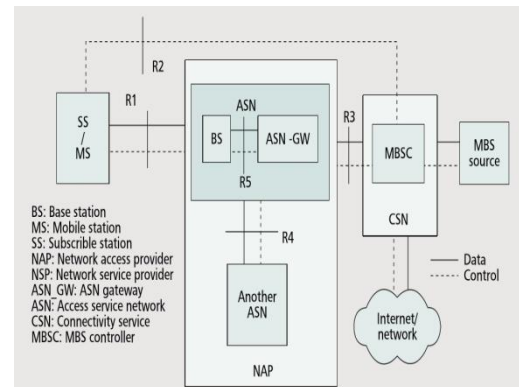 R2
R1
R3
ASN
SS
/
MS
BS
ASN -GW
MBSC
MBS
source
R5
CSN
R4
BS: Base station
MS: Mobile station
SS: Subscrible station
NAP: Network access provider
NSP: Network service provider
ASN_GW: ASN gateway
ASN: Access service network
CSN: Connectivity service
MBSC: MBS controller
Data
Control
Another
ASN
Internet/
network
NAP